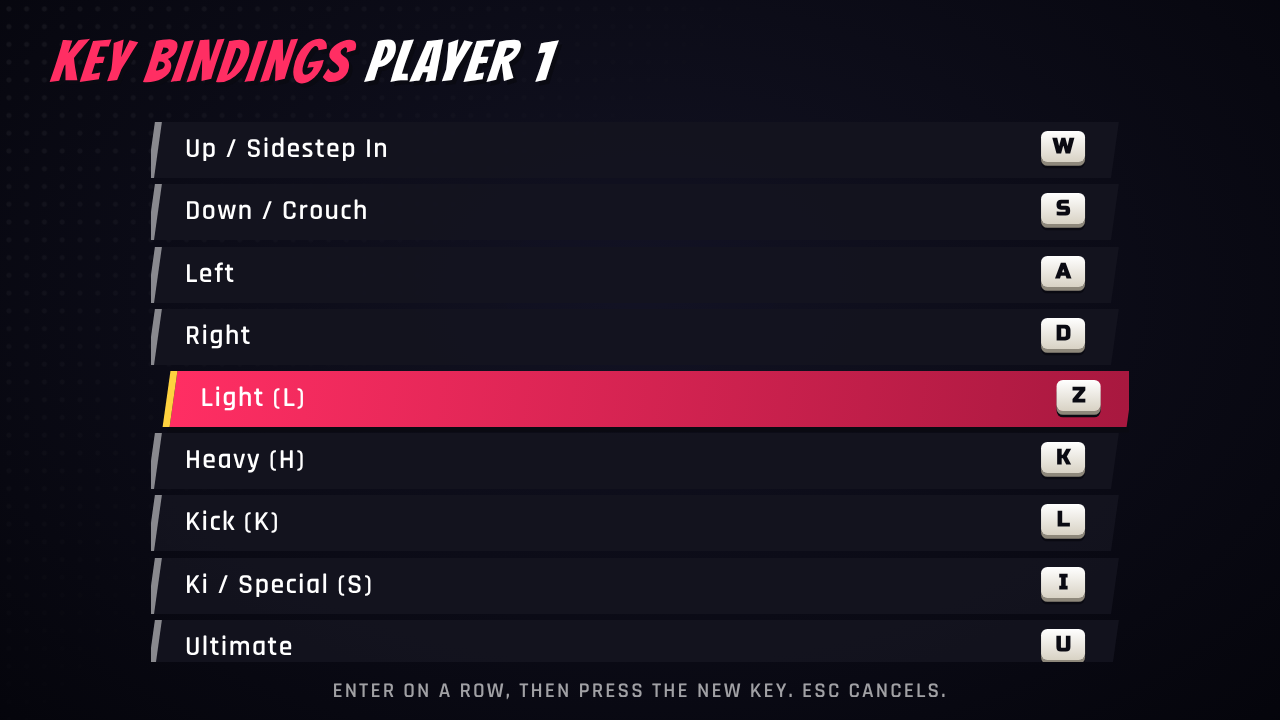 KEY BINDINGS PLAYER 1
Up / Sidestep In W
Down / Crouch S
Left A
Right D
Light (L) Z
Heavy (H) K
Kick (K) L
Ki / Special (S) I
Ultimate U
ENTER ON A ROW, THEN PRESS THE NEW KEY. ESC CANCELS.